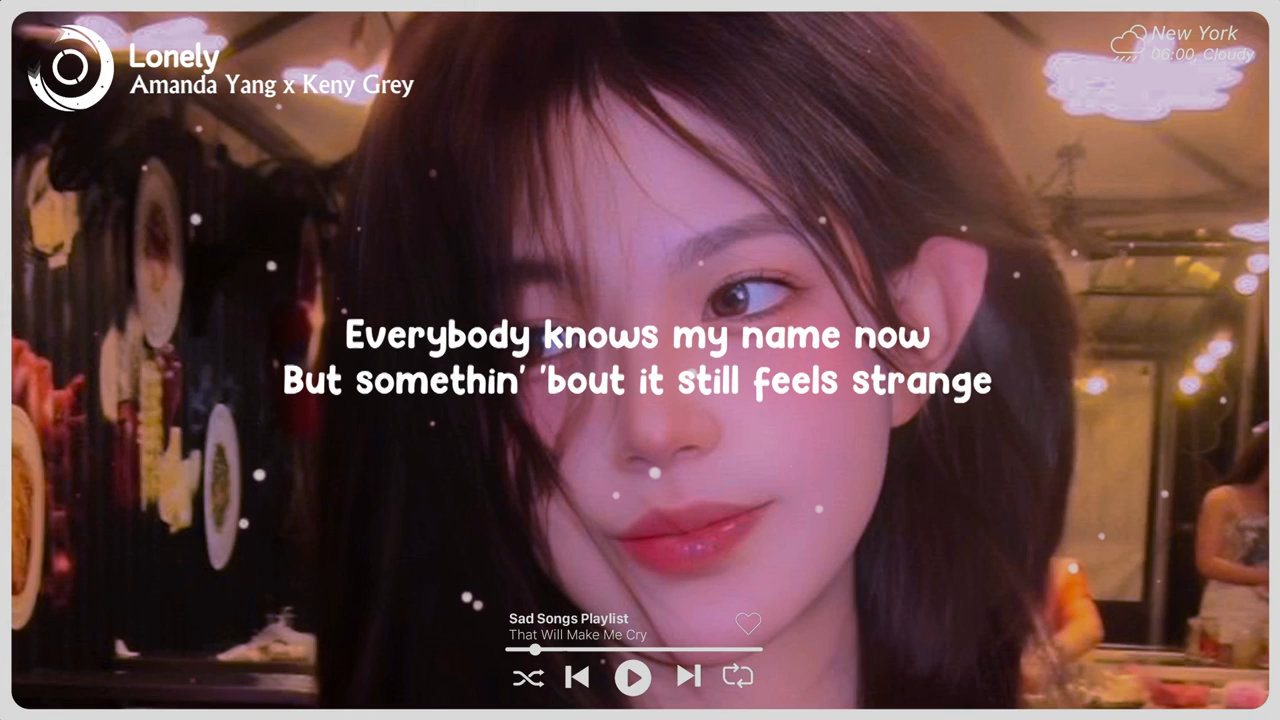 Lonely
Amanda Yang x Keny Grey
New York
06:00, Cloudy
Everybody knows my name now
But somethin' 'bout it still feels strange
Sad Songs Playlist
That Will Make Me Cry